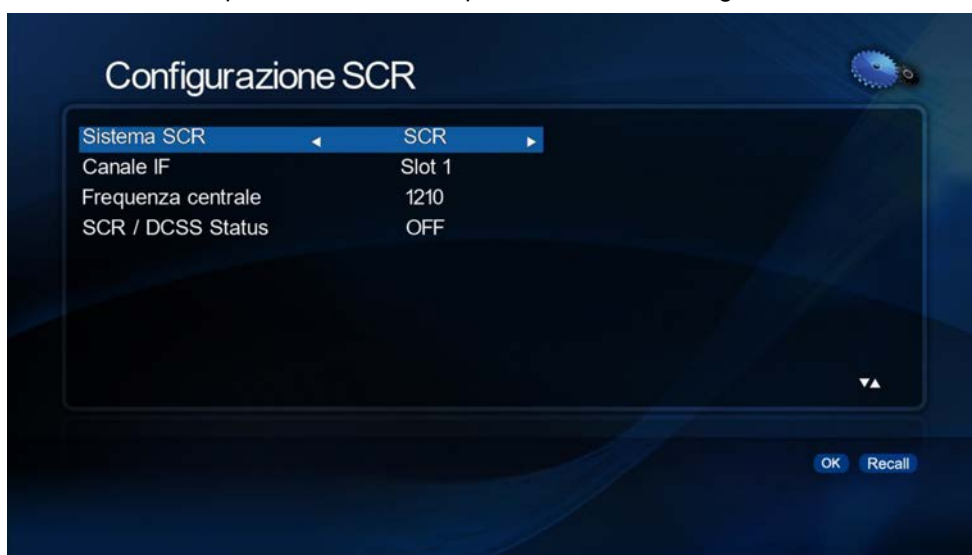 Configurazione SCR
Sistema SCR ◄ SCR ►
Canale IF Slot 1
Frequenza centrale 1210
SCR / DCSS Status OFF
▼▲
OK Recall